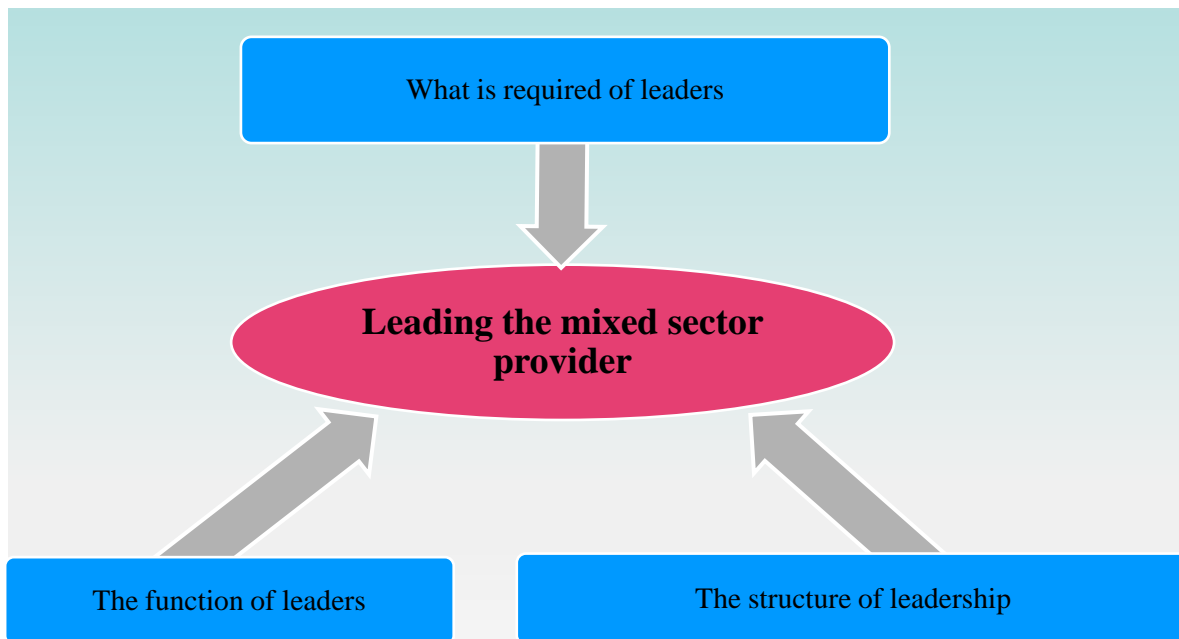 What is required of leaders
Leading the mixed sector
provider
The function of leaders
The structure of leadership